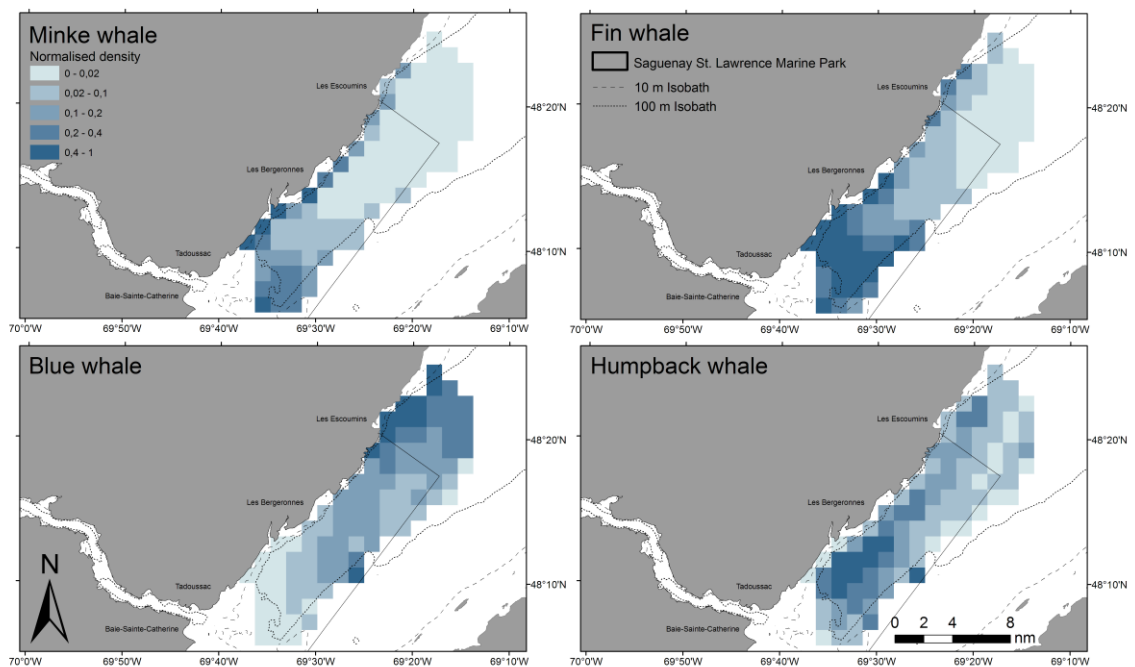 Minke whale
Normalised density
0 - 0,02
0,02 - 0,1
0,1 - 0,2
0,2 - 0,4
0,4 - 1
Les Escoumins
Les Bergeronnes
Tadoussac
Baie-Sainte-Catherine
70°0'W 69°50'W 69°40'W 69°30'W 69°20'W 69°10'W
Fin whale
Saguenay St. Lawrence Marine Park
10 m Isobath
100 m Isobath
Les Escoumins
48°20'N
Les Bergeronnes
Tadoussac
48°10'N
Baie-Sainte-Catherine
70°0'W 69°50'W 69°40'W 69°30'W 69°20'W 69°10'W
Blue whale
Les Escoumins
48°20'N
Les Bergeronnes
N
Tadoussac
48°10'N
Baie-Sainte-Catherine
70°0'W 69°50'W 69°40'W 69°30'W 69°20'W 69°10'W
Humpback whale
Les Escoumins
48°20'N
Les Bergeronnes
Tadoussac
48°10'N
Baie-Sainte-Catherine
0 2 4 8
nm
70°0'W 69°50'W 69°40'W 69°30'W 69°20'W 69°10'W